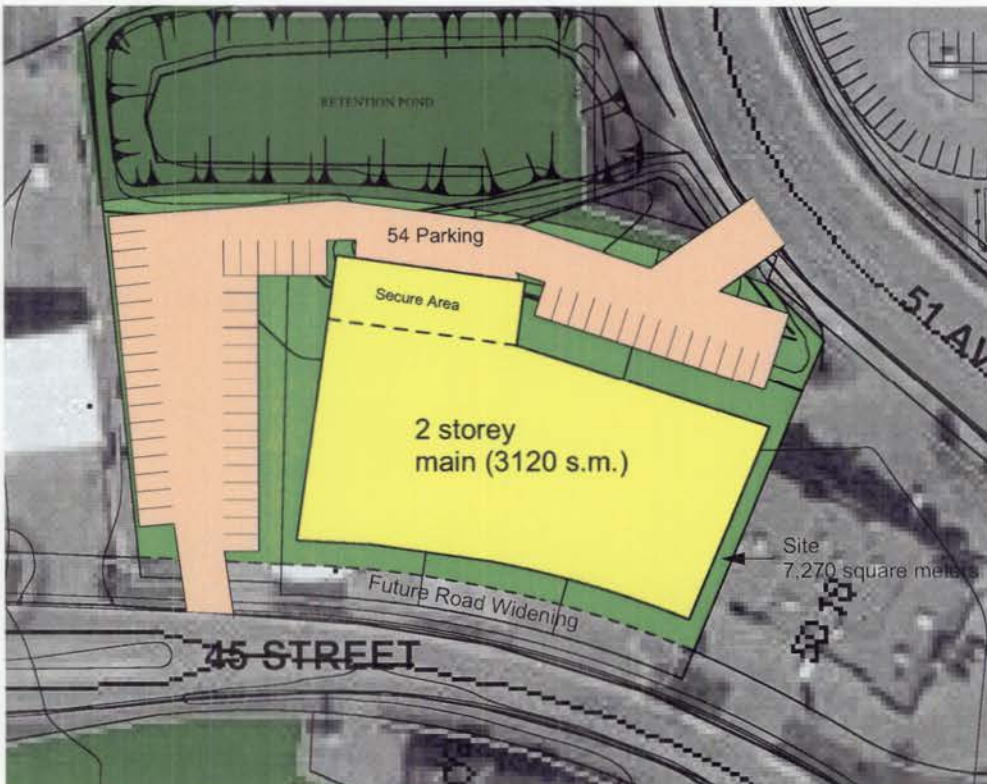 RETENTION POND
54 Parking
Secure Area
51 AV
2 storey
main (3120 s.m.)
Site
7,270 square meters
Future Road Widening
45 STREET